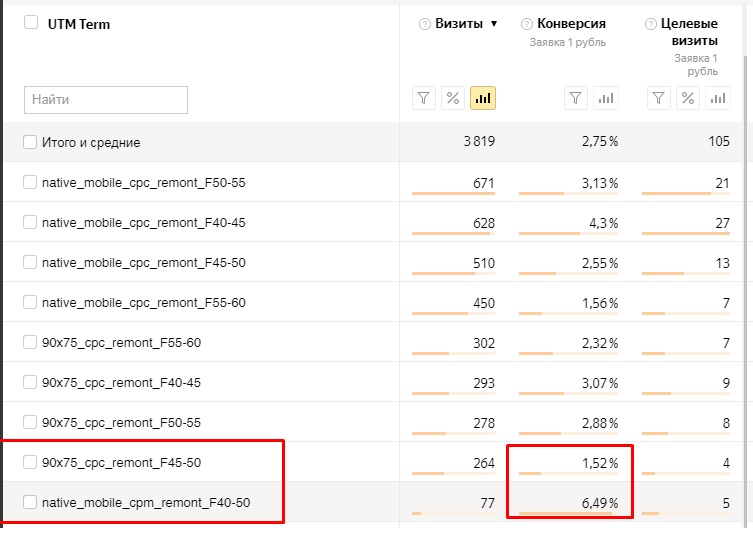 UTM Term
Визиты ▼
Конверсия
Заявка 1 рубль
Целевые
визиты
Заявка 1
рубль
Найти
%
%
Итого и средние 3 819 2,75 % 105
native_mobile_cpc_remont_F50-55 671 3,13 % 21
native_mobile_cpc_remont_F40-45 628 4,3 % 27
native_mobile_cpc_remont_F45-50 510 2,55 % 13
native_mobile_cpc_remont_F55-60 450 1,56 % 7
90x75_cpc_remont_F55-60 302 2,32 % 7
90x75_cpc_remont_F40-45 293 3,07 % 9
90x75_cpc_remont_F50-55 278 2,88 % 8
90x75_cpc_remont_F45-50 264 1,52 % 4
native_mobile_cpm_remont_F40-50 77 6,49 % 5